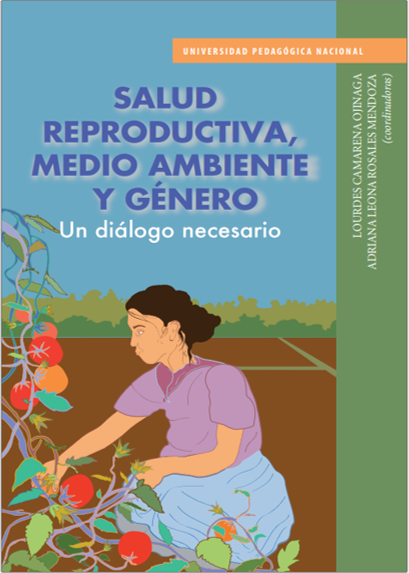 UNIVERSIDAD PEDAGÓGICA NACIONAL
SALUD
REPRODUCTIVA,
MEDIO AMBIENTE
Y GÉNERO
Un diálogo necesario
LOURDES CAMARENA OJINAGA
ADRIANA LEONA ROSALES MENDOZA
(coordinadoras)